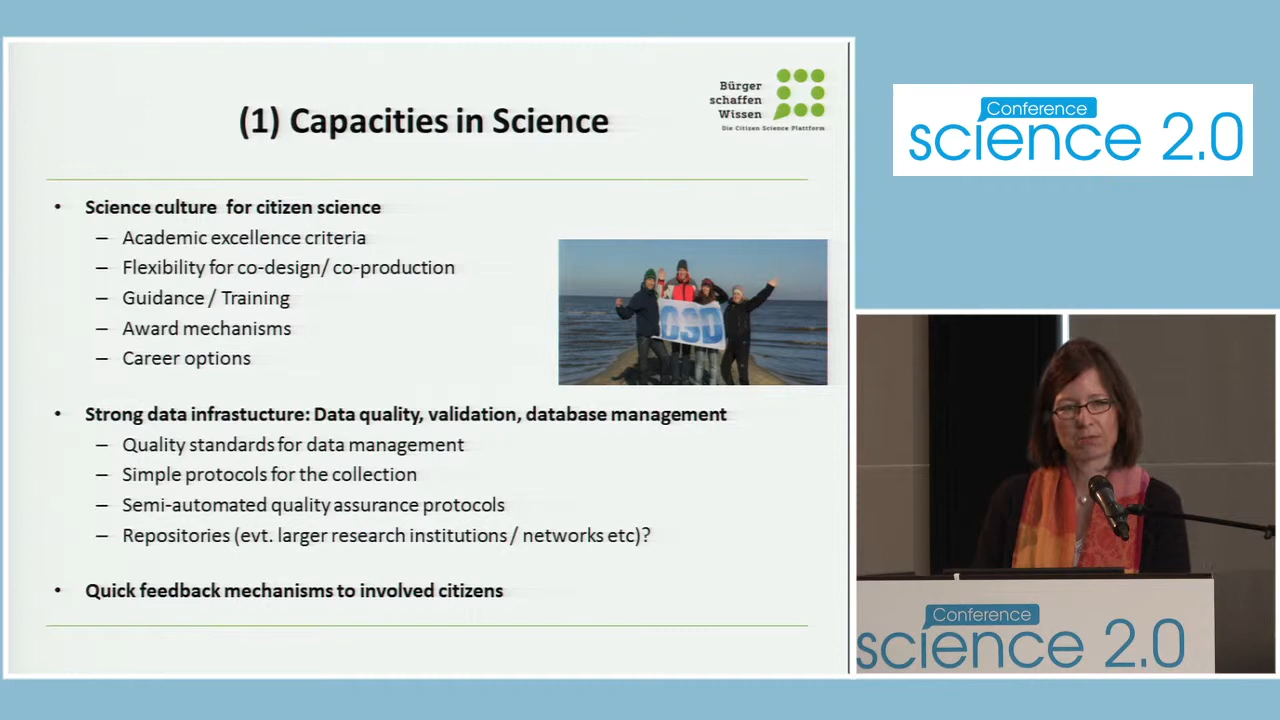 Bürger
schaffen
Wissen
Die Citizen Science Plattform
(1) Capacities in Science
• Science culture for citizen science
– Academic excellence criteria
– Flexibility for co-design/ co-production
– Guidance / Training
– Award mechanisms
– Career options
OSD
• Strong data infrastucture: Data quality, validation, database management
– Quality standards for data management
– Simple protocols for the collection
– Semi-automated quality assurance protocols
– Repositories (evt. larger research institutions / networks etc)?
• Quick feedback mechanisms to involved citizens
Conference
science 2.0
Conference
science 2.0